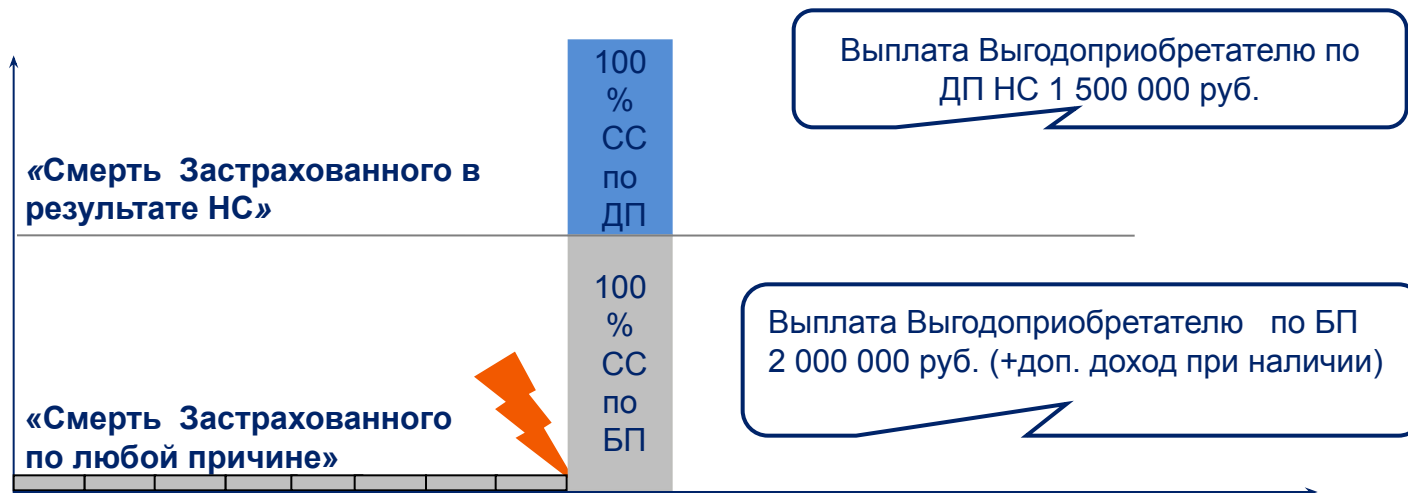 100
%
СС
по
ДП
Выплата Выгодоприобретателю по
ДП НС 1 500 000 руб.
«Смерть Застрахованного в
результате НС»
100
%
СС
по
БП
Выплата Выгодоприобретателю по БП
2 000 000 руб. (+доп. доход при наличии)
«Смерть Застрахованного
по любой причине»